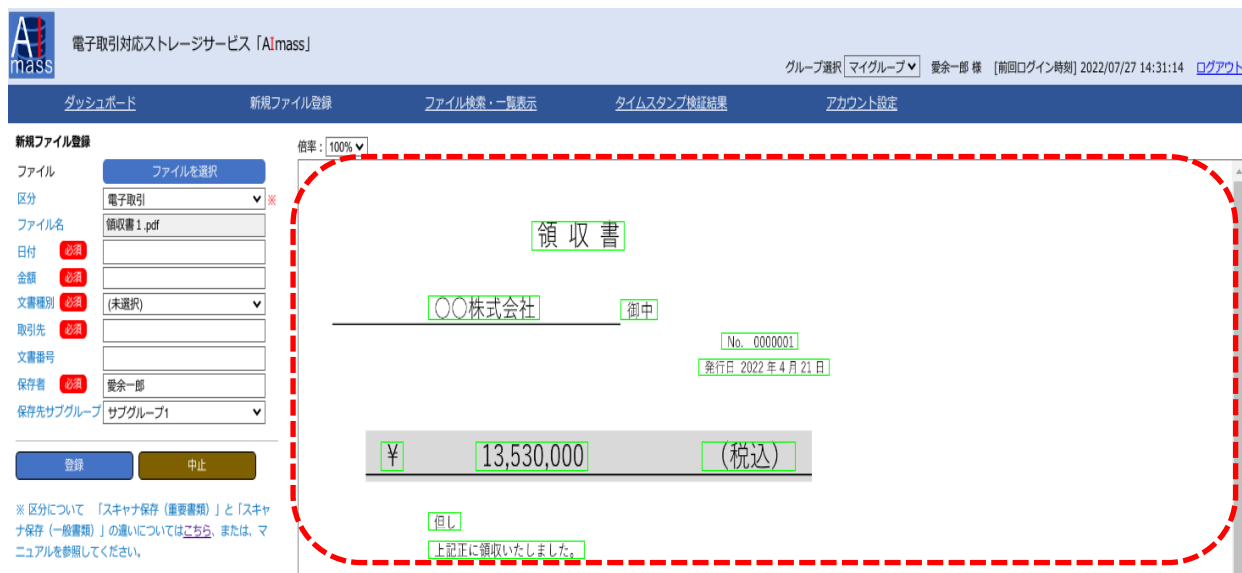 AI mass
電子取引対応ストレージサービス「AImass」
グループ選択 マイグループ 愛余一郎 様 [前回ログイン時刻] 2022/07/27 14:31:14 ログアウト
ダッシュボード 新規ファイル登録 ファイル検索・一覧表示 タイムスタンプ検証結果 アカウント設定
新規ファイル登録
倍率: 100%
ファイル ファイルを選択
区分 電子取引 ※
ファイル名 領収書1.pdf
日付 必須
金額 必須
文書種別 必須 (未選択)
取引先 必須
文書番号
保存者 必須 愛余一郎
保存先サブグループ サブグループ1
登録 中止
※ 区分について 「スキャナ保存(重要書類)」と「スキャ
ナ保存(一般書類)」の違いについてはこちら、または、マ
ニュアルを参照してください。
領 収 書
〇〇株式会社 御中
No. 0000001
発行日 2022年4月21日
¥ 13,530,000 (税込)
但し
上記正に領収いたしました。